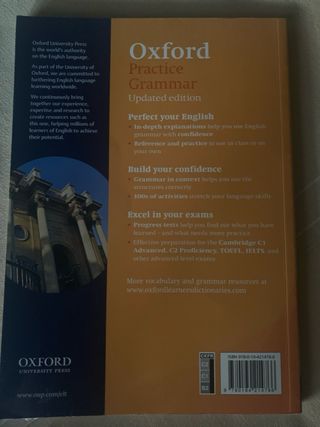 Oxford University Press
is the world's authority
on the English language.
As part of the University of
Oxford, we are committed to
furthering English language
learning worldwide.
We continuously bring
together our experience,
expertise and research to
create resources such as
this one, helping millions of
learners of English to achieve
their potential.
OXFORD
UNIVERSITY PRESS
www.oup.com/elt
Oxford
Practice
Grammar
Updated edition
Perfect your English
• In-depth explanations help you use English
grammar with confidence
• Reference and practice to use in class or on
your own
Build your confidence
• Grammar in context helps you use the
structures correctly
• 100s of activities stretch your language skills
Excel in your exams
• Progress tests help you find out what you have
learned – and what needs more practice
• Effective preparation for the Cambridge C1
Advanced, C2 Proficiency, TOEFL, IELTS and
other advanced level exams
More vocabulary and grammar resources at
www.oxfordlearnersdictionaries.com
CEFR
C2
C1
B2